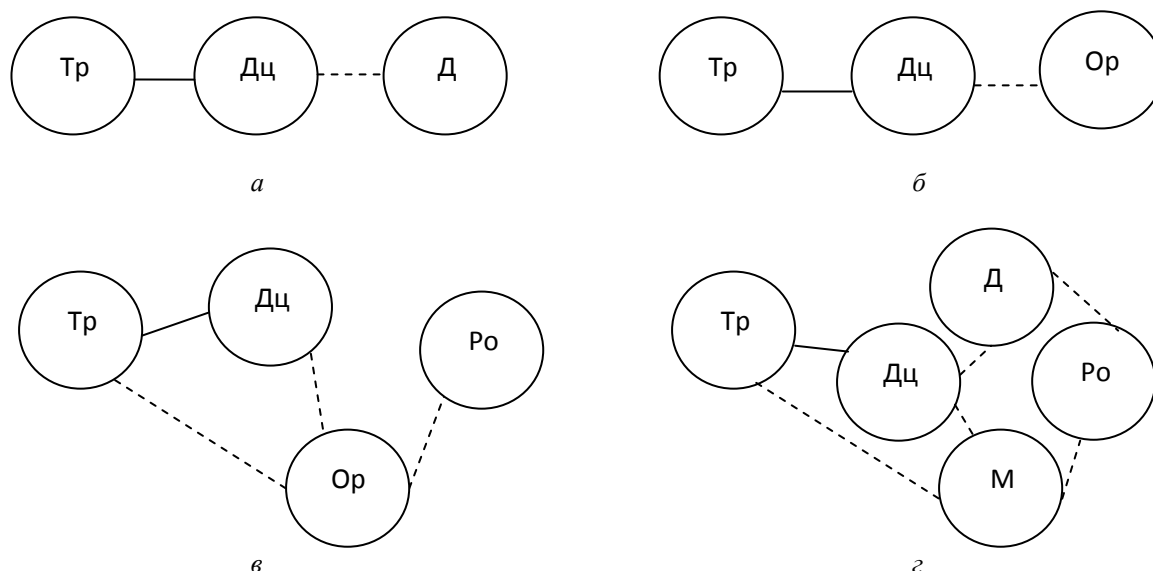 Тр Дц Д Тр Дц Ор
а б
Тр Дц Ро Тр Дц Д Ро
Ор М
в г